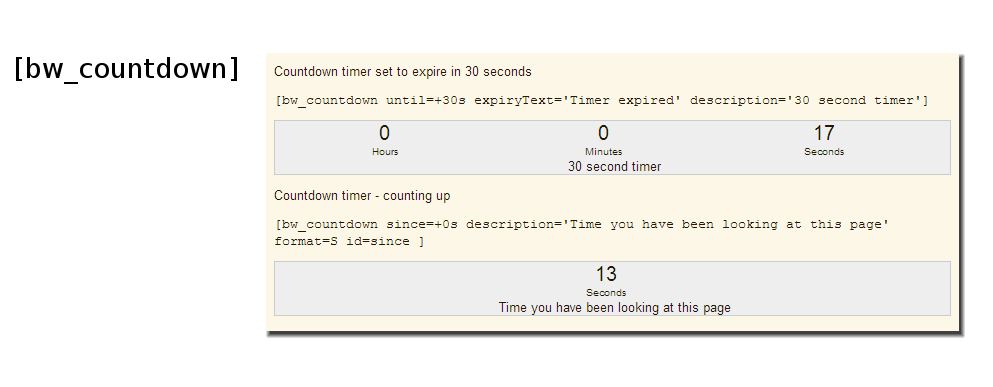 [bw_countdown]
Countdown timer set to expire in 30 seconds
[bw_countdown until=+30s expiryText='Timer expired' description='30 second timer']
0 0 17
Hours Minutes Seconds
30 second timer
Countdown timer - counting up
[bw_countdown since=+0s description='Time you have been looking at this page'
format=S id=since ]
13
Seconds
Time you have been looking at this page